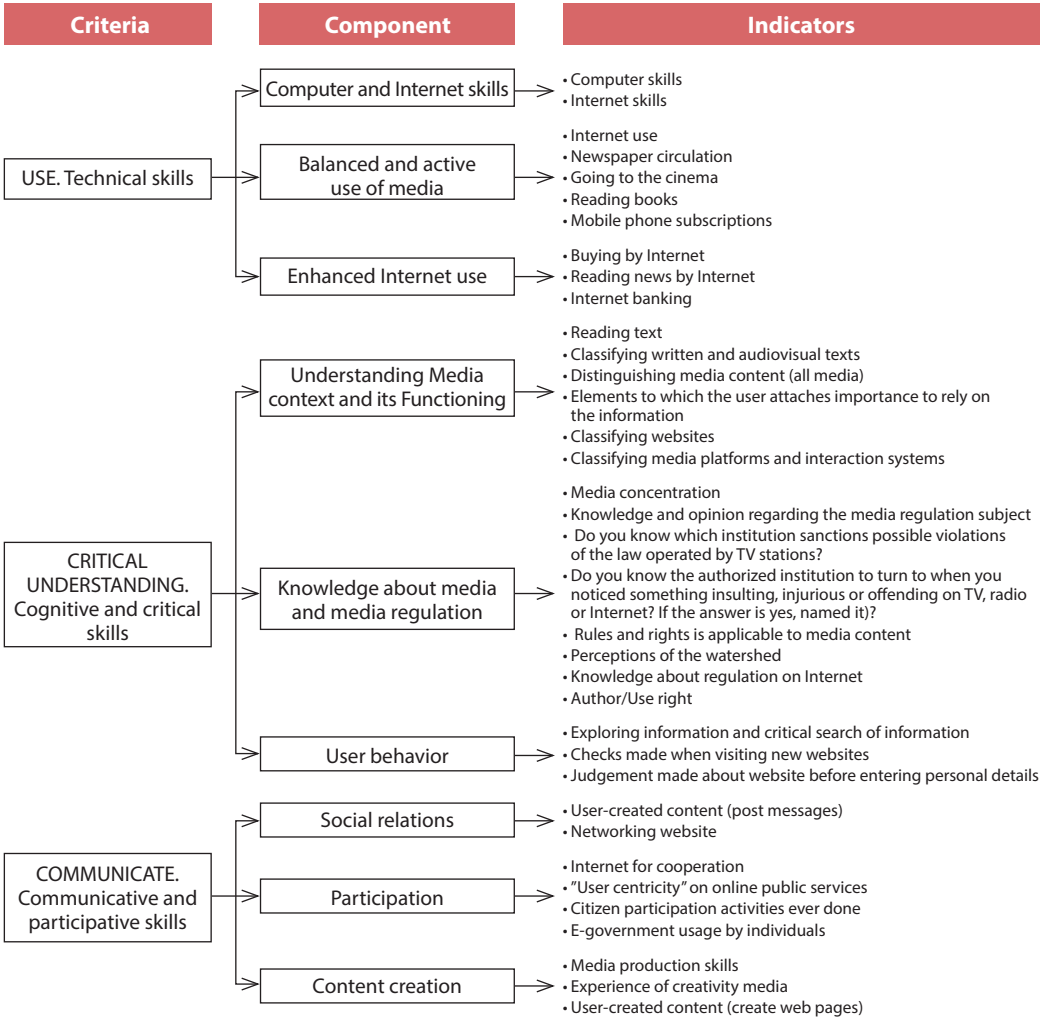 Criteria
Component
Indicators
USE. Technical skills
Computer and Internet skills
• Computer skills
• Internet skills
Balanced and active
use of media
• Internet use
• Newspaper circulation
• Going to the cinema
• Reading books
• Mobile phone subscriptions
Enhanced Internet use
• Buying by Internet
• Reading news by Internet
• Internet banking
CRITICAL
UNDERSTANDING.
Cognitive and critical
skills
Understanding Media
context and its Functioning
• Reading text
• Classifying written and audiovisual texts
• Distinguishing media content (all media)
• Elements to which the user attaches importance to rely on
the information
• Classifying websites
• Classifying media platforms and interaction systems
Knowledge about media
and media regulation
• Media concentration
• Knowledge and opinion regarding the media regulation subject
• Do you know which institution sanctions possible violations
of the law operated by TV stations?
• Do you know the authorized institution to turn to when you
noticed something insulting, injurious or offending on TV, radio
or Internet? If the answer is yes, named it)?
• Rules and rights is applicable to media content
• Perceptions of the watershed
• Knowledge about regulation on Internet
• Author/Use right
User behavior
• Exploring information and critical search of information
• Checks made when visiting new websites
• Judgement made about website before entering personal details
COMMUNICATE.
Communicative and
participative skills
Social relations
• User-created content (post messages)
• Networking website
Participation
• Internet for cooperation
• ”User centricity” on online public services
• Citizen participation activities ever done
• E-government usage by individuals
Content creation
• Media production skills
• Experience of creativity media
• User-created content (create web pages)